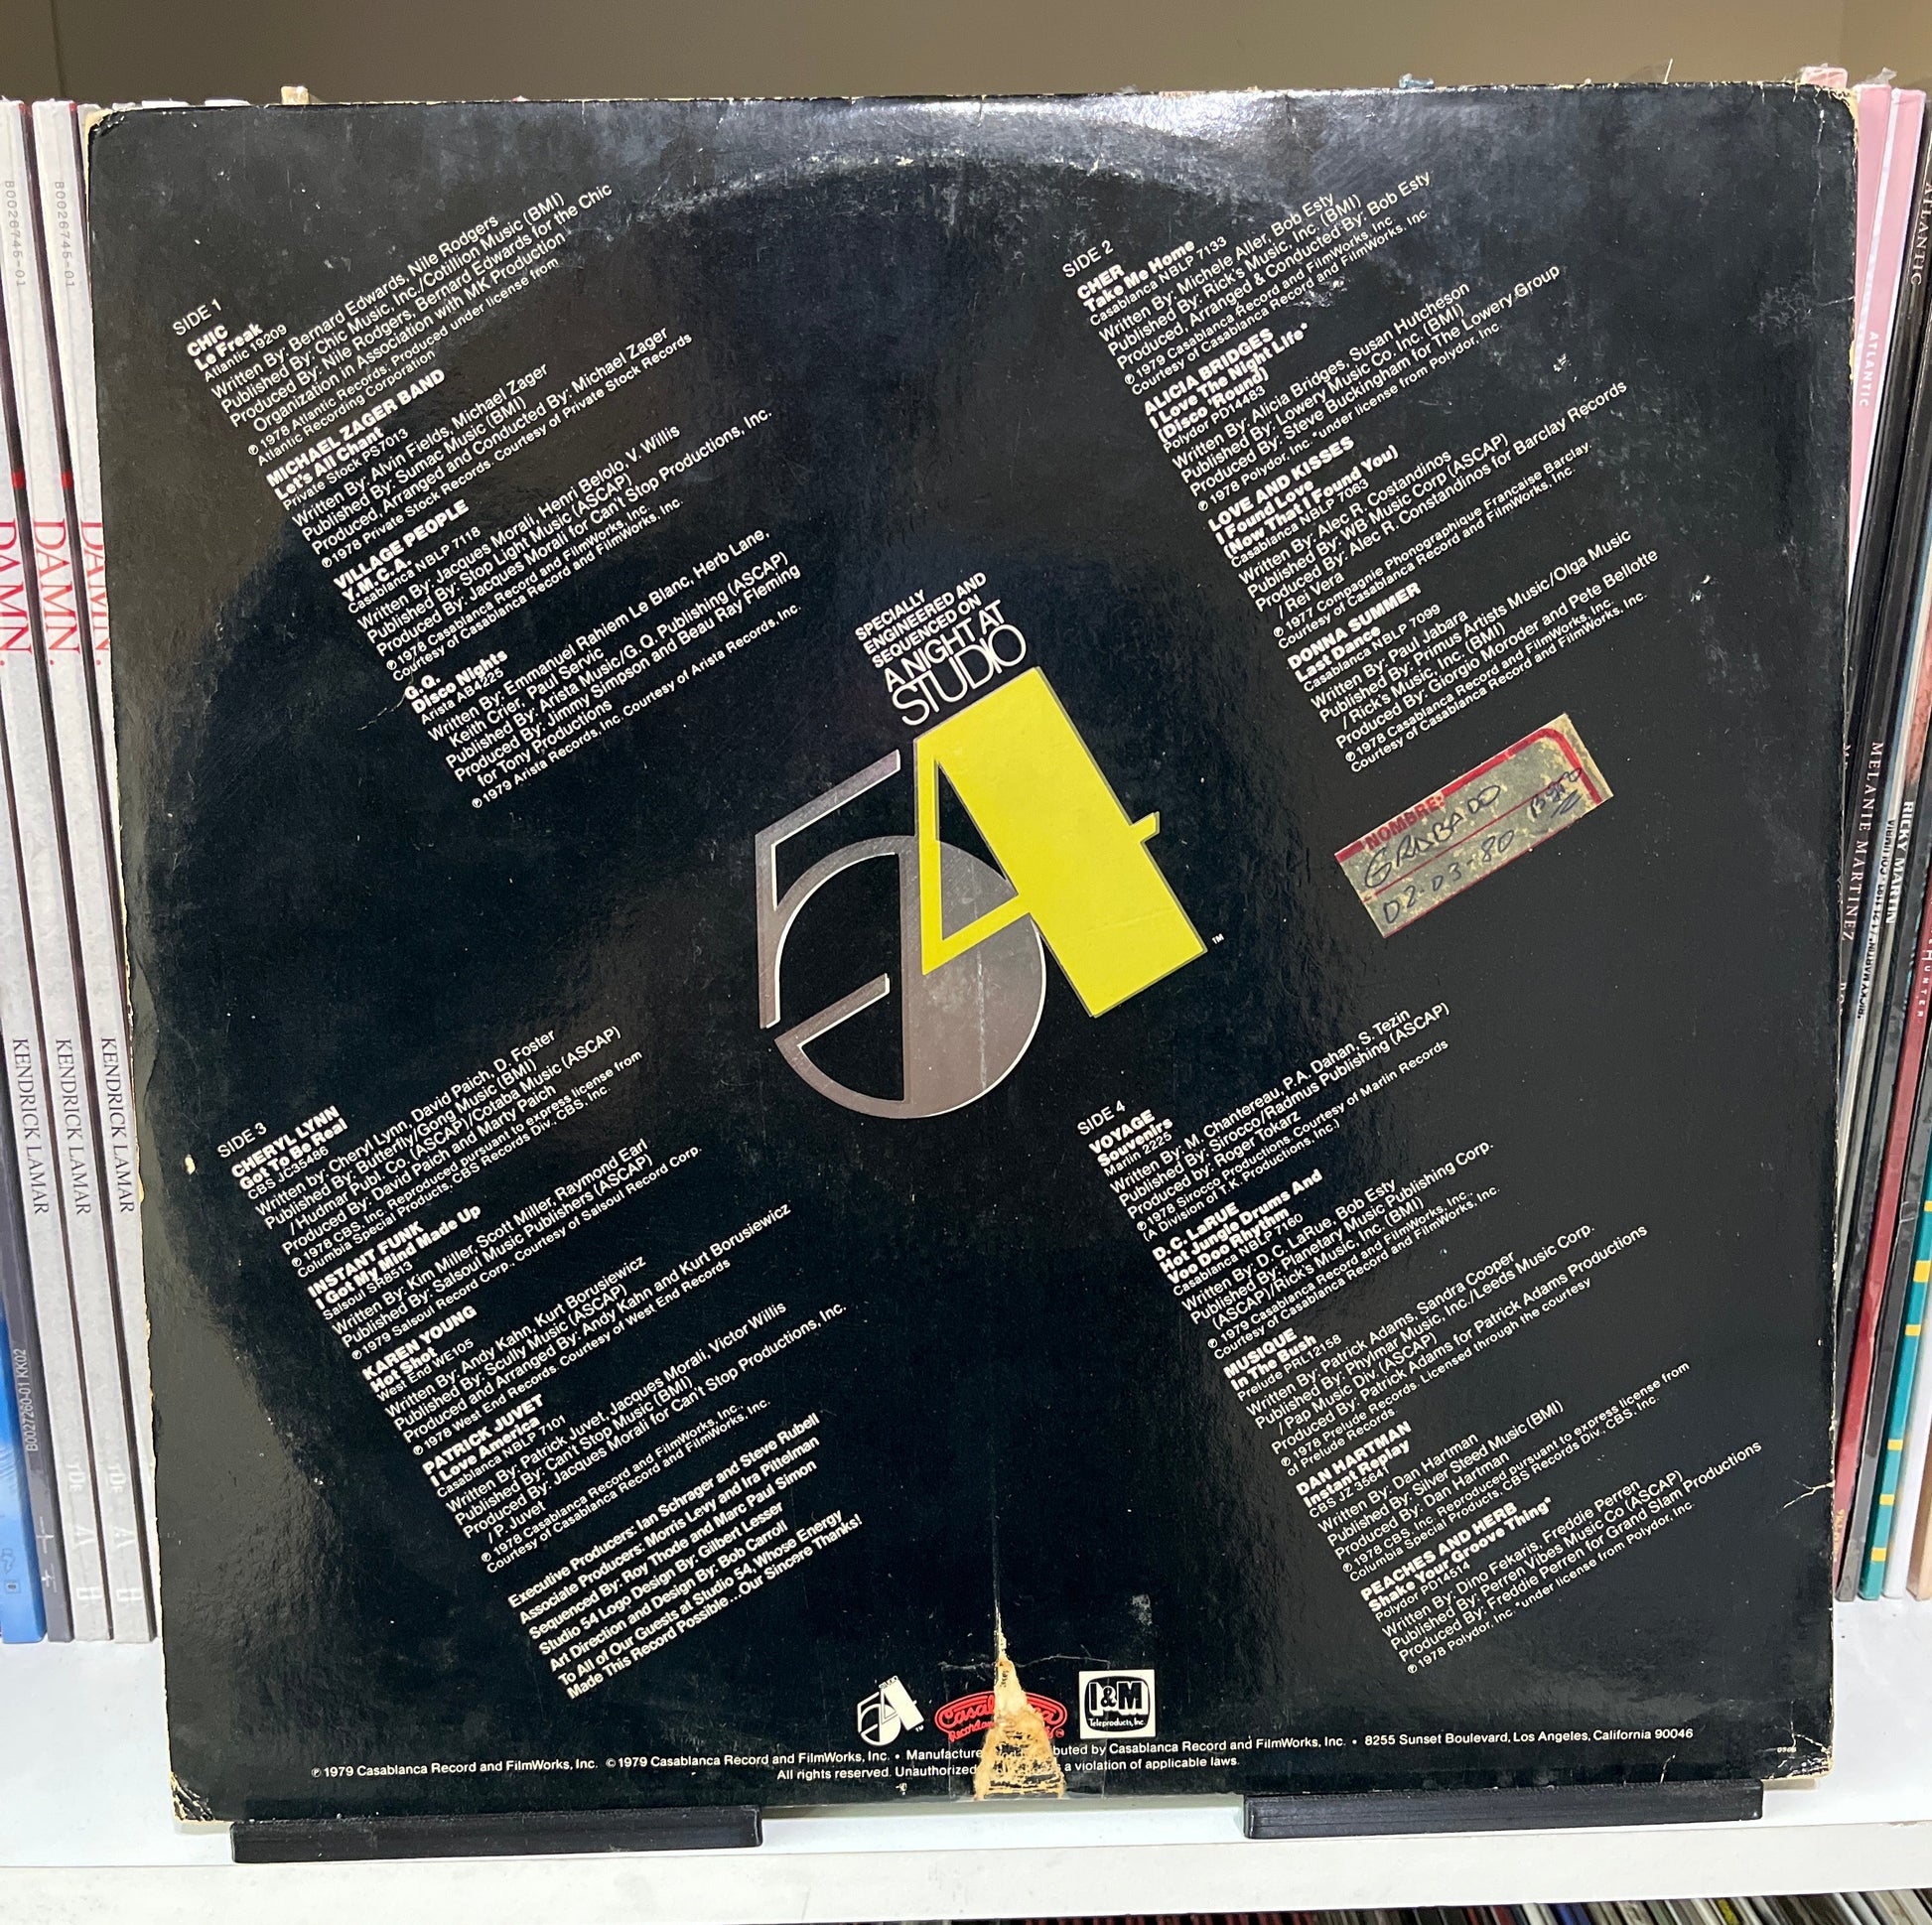 SIDE 1
CHIC
Le Freak
Atlantic 19209
Written By: Bernard Edwards, Nile Rodgers
Published By: Chic Music, Inc./Cotillion Music (BMI)
Produced By: Nile Rodgers, Bernard Edwards for the Chic
Organization in Association with MK Production
℗ 1978 Atlantic Records. Produced under license from
Atlantic Recording Corporation
MICHAEL ZAGER BAND
Let's All Chant
Private Stock PS7013
Written By: Alvin Fields, Michael Zager
Published By: Sumac Music (BMI)
Produced, Arranged and Conducted By: Michael Zager
℗ 1978 Private Stock Records. Courtesy of Private Stock Records
VILLAGE PEOPLE
Y.M.C.A.
Casablanca NBLP 7118
Written By: Jacques Morali, Henri Belolo, V. Willis
Published By: Stop Light Music (ASCAP)
Produced By: Jacques Morali for Can't Stop Productions, Inc.
℗ 1978 Casablanca Record and FilmWorks, Inc.
Courtesy of Casablanca Record and FilmWorks, Inc.
G.Q.
Disco Nights
Arista AB4225
Written By: Emmanuel Raniem Le Blanc, Herb Lane,
Keith Crier, Paul Servic
Published By: Arista Music/G.Q. Publishing (ASCAP)
Produced By: Jimmy Simpson and Beau Ray Fleming
for Tony Productions
℗ 1979 Arista Records, Inc. Courtesy of Arista Records, Inc.
SIDE 2
CHER
Take Me Home
Casablanca NBLP 7133
Written By: Michele Aller, Bob Esty
Published By: Rick's Music, Inc. (BMI)
Produced, Arranged & Conducted By: Bob Esty
℗ 1979 Casablanca Record and FilmWorks, Inc.
Courtesy of Casablanca Record and FilmWorks, Inc.
ALICIA BRIDGES
I Love The Night Life*
(Disco 'Round)
Polydor PD14483
Written By: Alicia Bridges, Susan Hutcheson
Published By: Lowery Music Co. Inc. (BMI)
Produced By: Steve Buckingham for The Lowery Group
℗ 1978 Polydor, Inc. *under license from Polydor, Inc.
LOVE AND KISSES
I Found Love
(Now That I Found You)
Casablanca NBLP 7063
Written By: Alec R. Costandinos
Published By: WB Music Corp (ASCAP)
Produced By: Alec R. Constandinos for Barclay Records
/ Rei Vera
℗ 1977 Compagnie Phonographique Francaise Barclay.
Courtesy of Casablanca Record and FilmWorks, Inc.
DONNA SUMMER
Last Dance
Casablanca NBLP 7099
Written By: Paul Jabara
Published By: Primus Artists Music/Olga Music
/ Rick's Music, Inc. (BMI)
Produced By: Giorgio Moroder and Pete Bellotte
℗ 1978 Casablanca Record and FilmWorks, Inc.
Courtesy of Casablanca Record and FilmWorks, Inc.
SPECIALLY
ENGINEERED AND
SEQUENCED ON
A NIGHT AT
STUDIO
54
TM
NOMBRE:
GRABADO
02-03-80
SIDE 3
CHERYL LYNN
Got To Be Real
CBS JC35486
Written by: Cheryl Lynn, David Paich, D. Foster
Published By: Butterfly/Gong Music (BMI)
/ Hudmar Publ. Co. (ASCAP)/Cotaba Music (ASCAP)
Produced By: David Paich and Marty Paich
℗ 1978 CBS, Inc. Reproduced pursuant to express license from
Columbia Special Products, CBS Records Div., CBS, Inc.
INSTANT FUNK
I Got My Mind Made Up
Salsoul SR8513
Written By: Kim Miller, Scott Miller, Raymond Earl
Published By: Salsoul Music Publishers (ASCAP)
℗ 1979 Salsoul Record Corp. Courtesy of Salsoul Record Corp.
KAREN YOUNG
Hot Shot
West End WE105
Written By: Andy Kahn, Kurt Borusiewicz
Published By: Scully Music (ASCAP)
Produced and Arranged By: Andy Kahn and Kurt Borusiewicz
℗ 1978 West End Records. Courtesy of West End Records
PATRICK JUVET
I Love America
Casablanca NBLP 7101
Written By: Patrick Juvet, Jacques Morali, Victor Willis
Published By: Can't Stop Music (BMI)
Produced By: Jacques Morali for Can't Stop Productions, Inc.
/ P. Juvet
℗ 1978 Casablanca Record and FilmWorks, Inc.
Courtesy of Casablanca Record and FilmWorks, Inc.
Executive Producers: Ian Schrager and Steve Rubell
Associate Producers: Morris Levy and Ira Pittelman
Sequenced By: Roy Thode and Marc Paul Simon
Studio 54 Logo Design By: Gilbert Lesser
Art Direction and Design By: Bob Carroll
To All of Our Guests at Studio 54, Whose Energy
Made This Record Possible...Our Sincere Thanks!
SIDE 4
VOYAGE
Souvenirs
Marlin 2225
Written By: M. Chantereau, P.A. Dahan, S. Tezin
Published By: Sirocco/Radmus Publishing (ASCAP)
Produced by: Roger Tokarz
℗ 1978 Sirocco Productions. Courtesy of Marlin Records
(A Division of T.K. Productions, Inc.)
D.C. LaRUE
Hot Jungle Drums And
Voo Doo Rhythm
Casablanca NBLP 7160
Written By: D. C. LaRue, Bob Esty
Published By: Planetary Music Publishing Corp.
(ASCAP)/Rick's Music, Inc. (BMI)
℗ 1979 Casablanca Record and FilmWorks, Inc.,
Courtesy of Casablanca Record and FilmWorks, Inc.
MUSIQUE
In The Bush
Prelude PRL12158
Written By: Patrick Adams, Sandra Cooper
Published By: Phylmar Music, Inc./Leeds Music Corp.
/ Pap Music Div. (ASCAP)
Produced By: Patrick Adams for Patrick Adams Productions
℗ 1978 Prelude Records. Licensed through the courtesy
of Prelude Records
DAN HARTMAN
Instant Replay
CBS JZ 35641
Written By: Dan Hartman
Published By: Silver Steed Music (BMI)
Produced By: Dan Hartman
℗ 1978 CBS, Inc. Reproduced pursuant to express license from
Columbia Special Products, CBS Records Div. CBS, Inc.
PEACHES AND HERB
Shake Your Groove Thing*
Polydor PD14514
Written By: Dino Fekaris, Freddie Perren
Published By: Perren Vibes Music Co (ASCAP)
Produced By: Freddie Perren for Grand Slam Productions
℗ 1978 Polydor, Inc. *under license from Polydor, Inc.
STUDIO
54
TM
I&M
Teleproducts, Inc.
℗ 1979 Casablanca Record and FilmWorks, Inc. © 1979 Casablanca Record and FilmWorks, Inc. • Manufacture buted by Casablanca Record and FilmWorks, Inc. • 8255 Sunset Boulevard, Los Angeles, California 90046
All rights reserved. Unauthorized a violation of applicable laws.
B0026745-01
B0026745-01
DAMN.
DAMN.
DAMN.
KENDRICK LAMAR
KENDRICK LAMAR
KENDRICK LAMAR
B0027260-01 KK02
ATLANTIC
ATLANTIC
MELANIE MARTINEZ
RICKY MARTIN
COLUMBIA
HUNTER